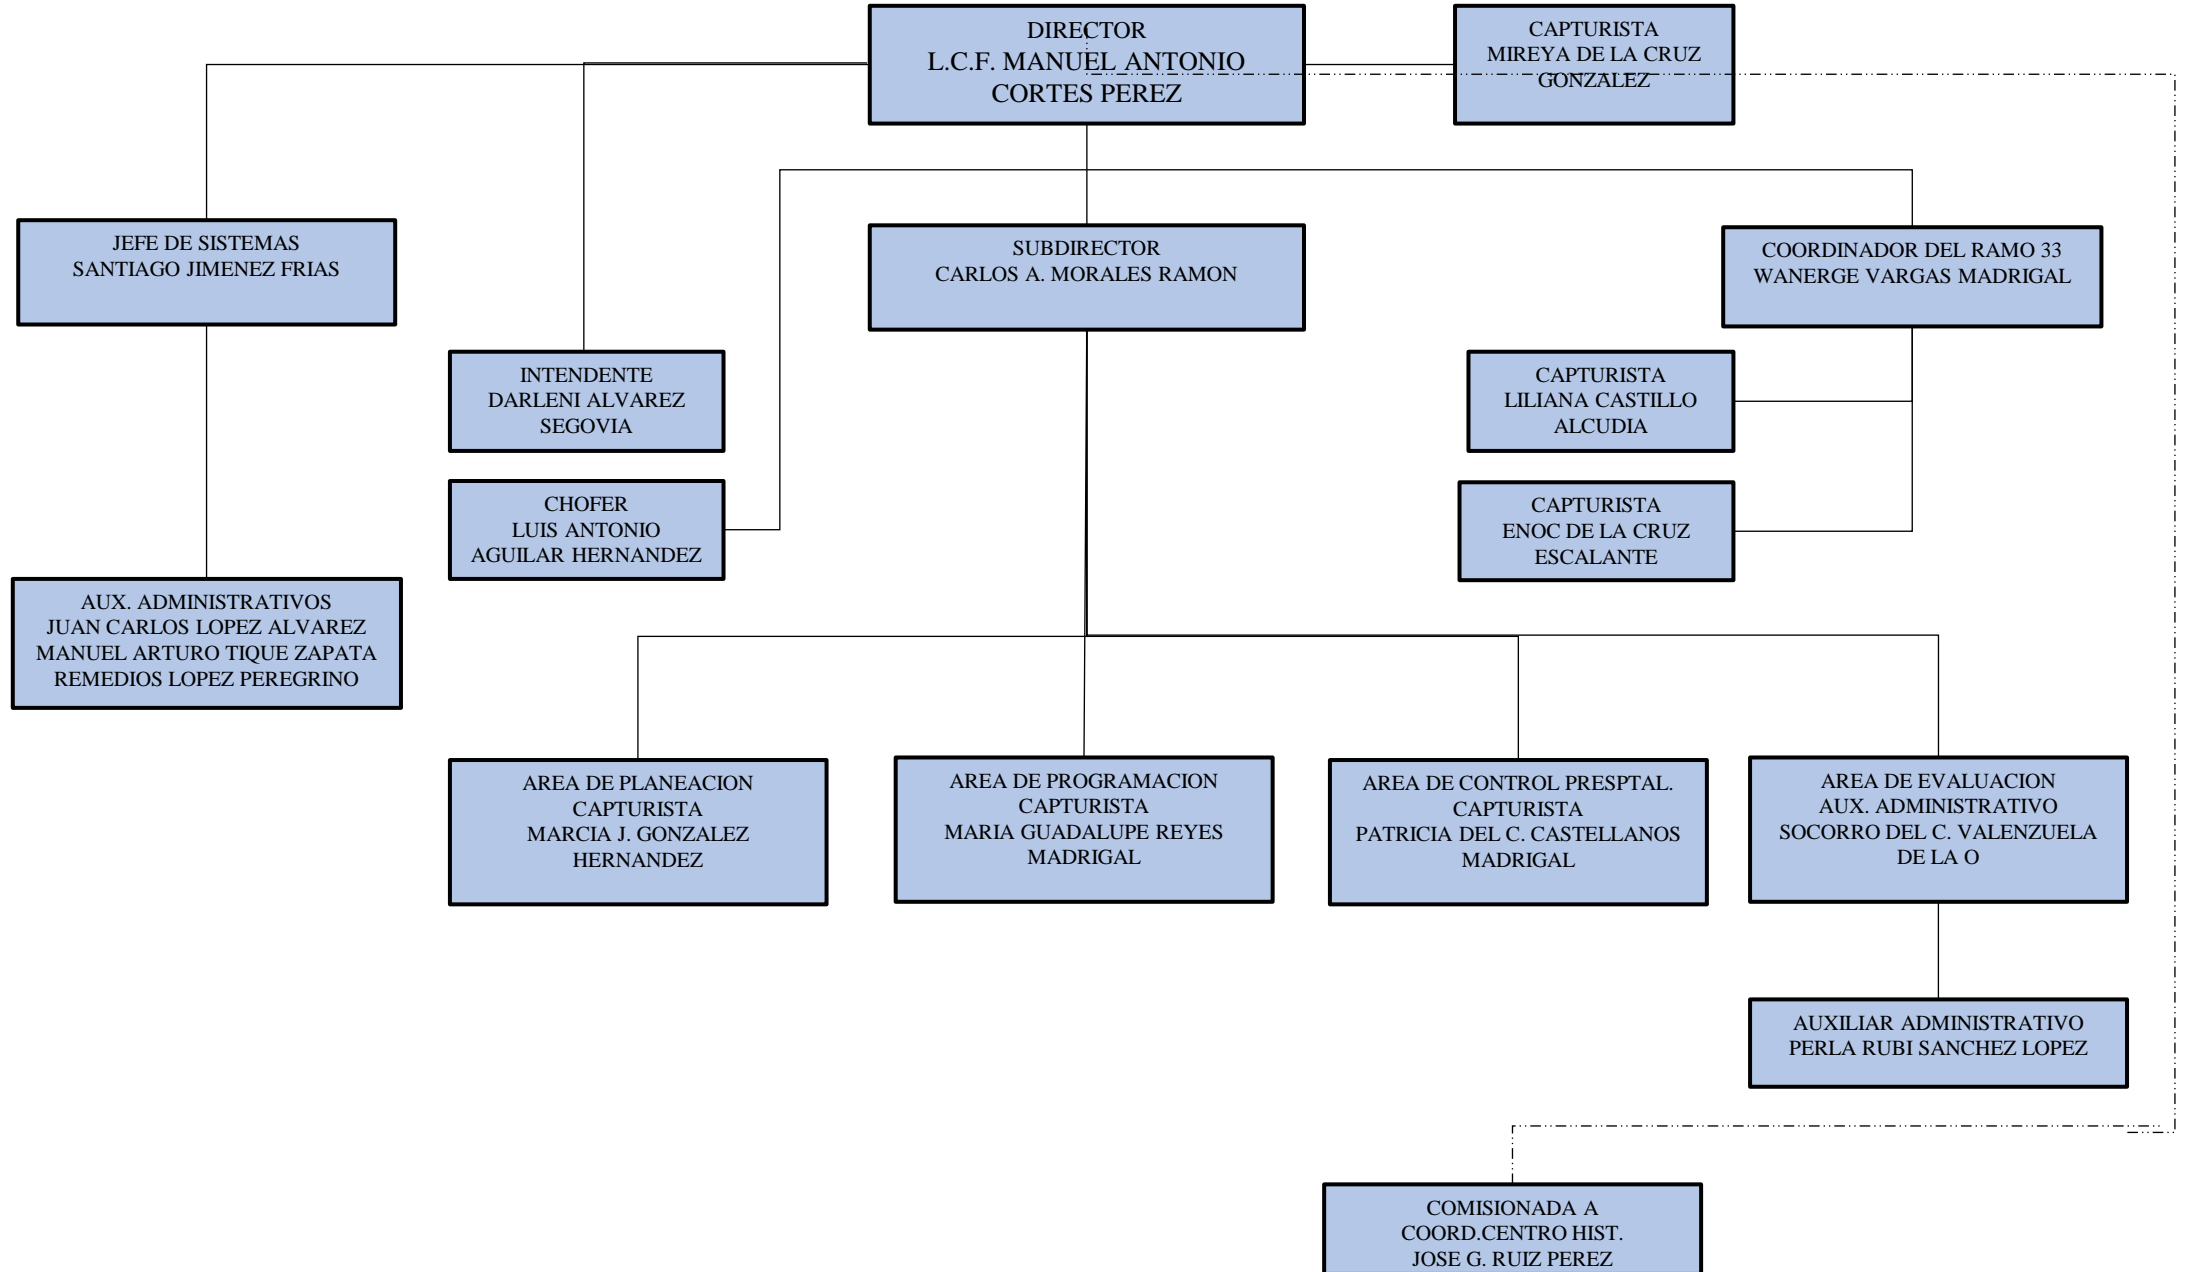 DIRECTOR
L.C.F. MANUEL ANTONIO
CORTES PEREZ
CAPTURISTA
MIREYA DE LA CRUZ
GONZALEZ
JEFE DE SISTEMAS
SANTIAGO JIMENEZ FRIAS
SUBDIRECTOR
CARLOS A. MORALES RAMON
COORDINADOR DEL RAMO 33
WANERGE VARGAS MADRIGAL
INTENDENTE
DARLENI ALVAREZ
SEGOVIA
CAPTURISTA
LILIANA CASTILLO
ALCUDIA
CHOFER
LUIS ANTONIO
AGUILAR HERNANDEZ
CAPTURISTA
ENOC DE LA CRUZ
ESCALANTE
AUX. ADMINISTRATIVOS
JUAN CARLOS LOPEZ ALVAREZ
MANUEL ARTURO TIQUE ZAPATA
REMEDIOS LOPEZ PEREGRINO
AREA DE PLANEACION
CAPTURISTA
MARCIA J. GONZALEZ
HERNANDEZ
AREA DE PROGRAMACION
CAPTURISTA
MARIA GUADALUPE REYES
MADRIGAL
AREA DE CONTROL PRESPTAL.
CAPTURISTA
PATRICIA DEL C. CASTELLANOS
MADRIGAL
AREA DE EVALUACION
AUX. ADMINISTRATIVO
SOCORRO DEL C. VALENZUELA
DE LA O
AUXILIAR ADMINISTRATIVO
PERLA RUBI SANCHEZ LOPEZ
COMISIONADA A
COORD.CENTRO HIST.
JOSE G. RUIZ PEREZ